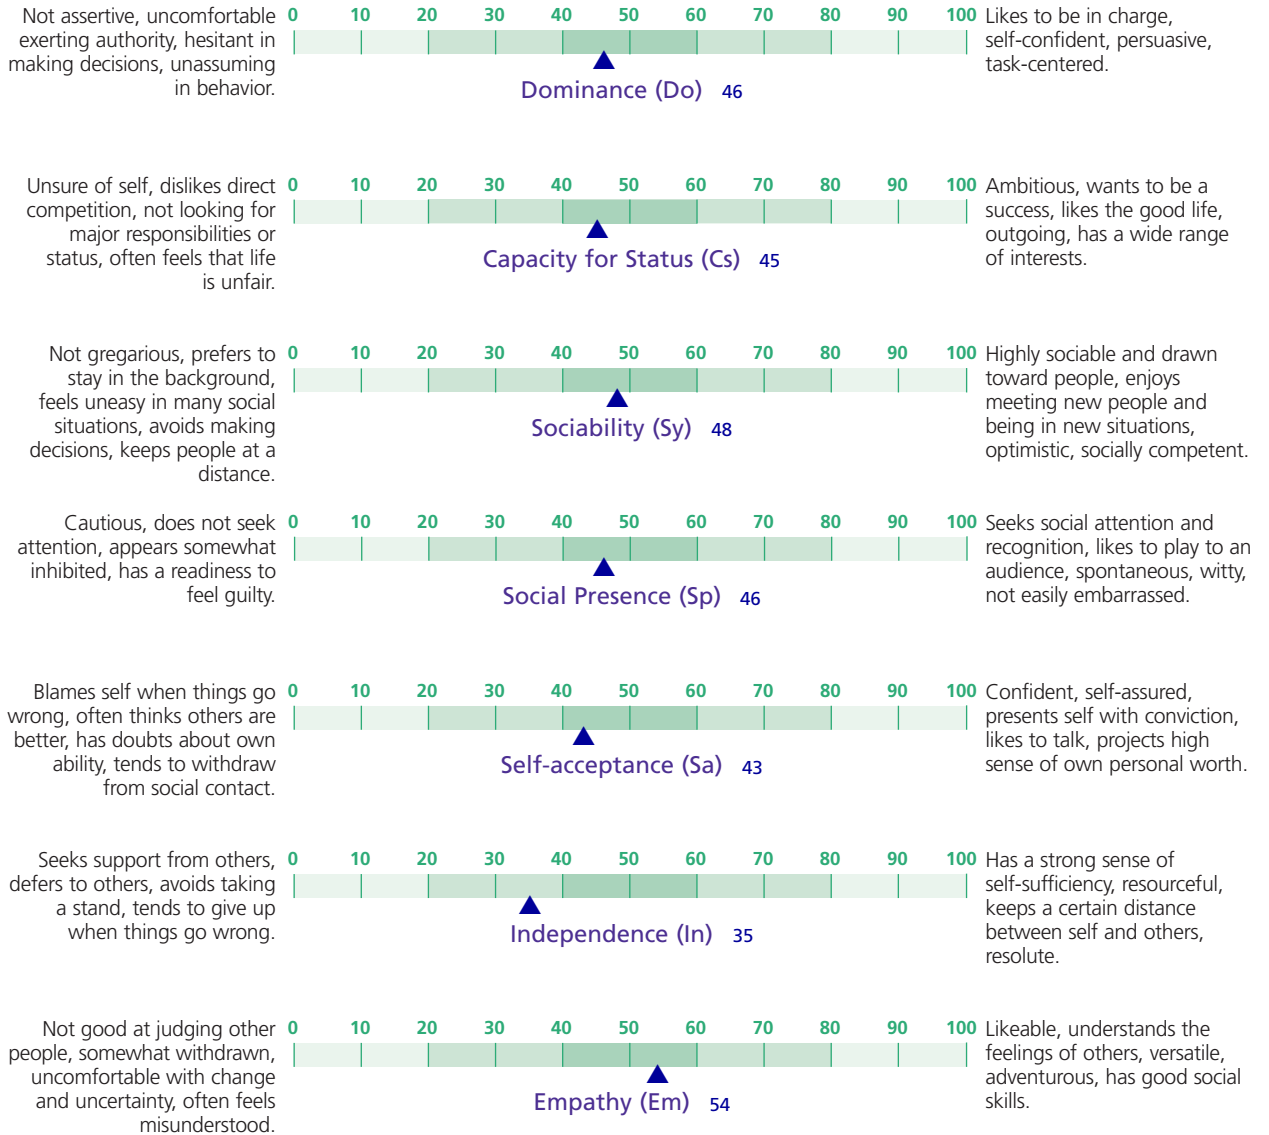 Not assertive, uncomfortable
exerting authority, hesitant in
making decisions, unassuming
in behavior.
0 10 20 30 40 50 60 70 80 90 100
Likes to be in charge,
self-confident, persuasive,
task-centered.
Dominance (Do) 46
Unsure of self, dislikes direct
competition, not looking for
major responsibilities or
status, often feels that life
is unfair.
0 10 20 30 40 50 60 70 80 90 100
Ambitious, wants to be a
success, likes the good life,
outgoing, has a wide range
of interests.
Capacity for Status (Cs) 45
Not gregarious, prefers to
stay in the background,
feels uneasy in many social
situations, avoids making
decisions, keeps people at a
distance.
0 10 20 30 40 50 60 70 80 90 100
Highly sociable and drawn
toward people, enjoys
meeting new people and
being in new situations,
optimistic, socially competent.
Sociability (Sy) 48
Cautious, does not seek
attention, appears somewhat
inhibited, has a readiness to
feel guilty.
0 10 20 30 40 50 60 70 80 90 100
Seeks social attention and
recognition, likes to play to an
audience, spontaneous, witty,
not easily embarrassed.
Social Presence (Sp) 46
Blames self when things go
wrong, often thinks others are
better, has doubts about own
ability, tends to withdraw
from social contact.
0 10 20 30 40 50 60 70 80 90 100
Confident, self-assured,
presents self with conviction,
likes to talk, projects high
sense of own personal worth.
Self-acceptance (Sa) 43
Seeks support from others,
defers to others, avoids taking
a stand, tends to give up
when things go wrong.
0 10 20 30 40 50 60 70 80 90 100
Has a strong sense of
self-sufficiency, resourceful,
keeps a certain distance
between self and others,
resolute.
Independence (In) 35
Not good at judging other
people, somewhat withdrawn,
uncomfortable with change
and uncertainty, often feels
misunderstood.
0 10 20 30 40 50 60 70 80 90 100
Likeable, understands the
feelings of others, versatile,
adventurous, has good social
skills.
Empathy (Em) 54